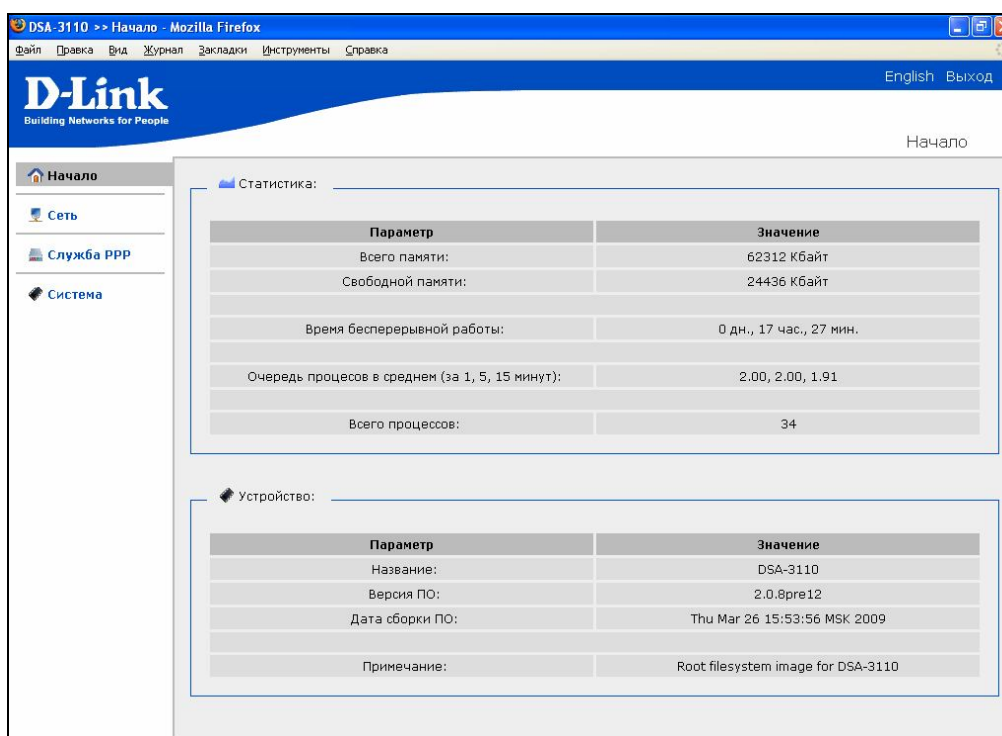 DSA-3110 >> Начало - Mozilla Firefox
Файл Правка Вид Журнал Закладки Инструменты Справка
D-Link
Building Networks for People
English Выход
Начало
Начало
Сеть
Служба PPP
Система
Статистика:
Параметр Значение
Всего памяти: 62312 Кбайт
Свободной памяти: 24436 Кбайт
Время бесперерывной работы: 0 дн., 17 час., 27 мин.
Очередь процесов в среднем (за 1, 5, 15 минут): 2.00, 2.00, 1.91
Всего процессов: 34
Устройство:
Параметр Значение
Название: DSA-3110
Версия ПО: 2.0.8pre12
Дата сборки ПО: Thu Mar 26 15:53:56 MSK 2009
Примечание: Root filesystem image for DSA-3110